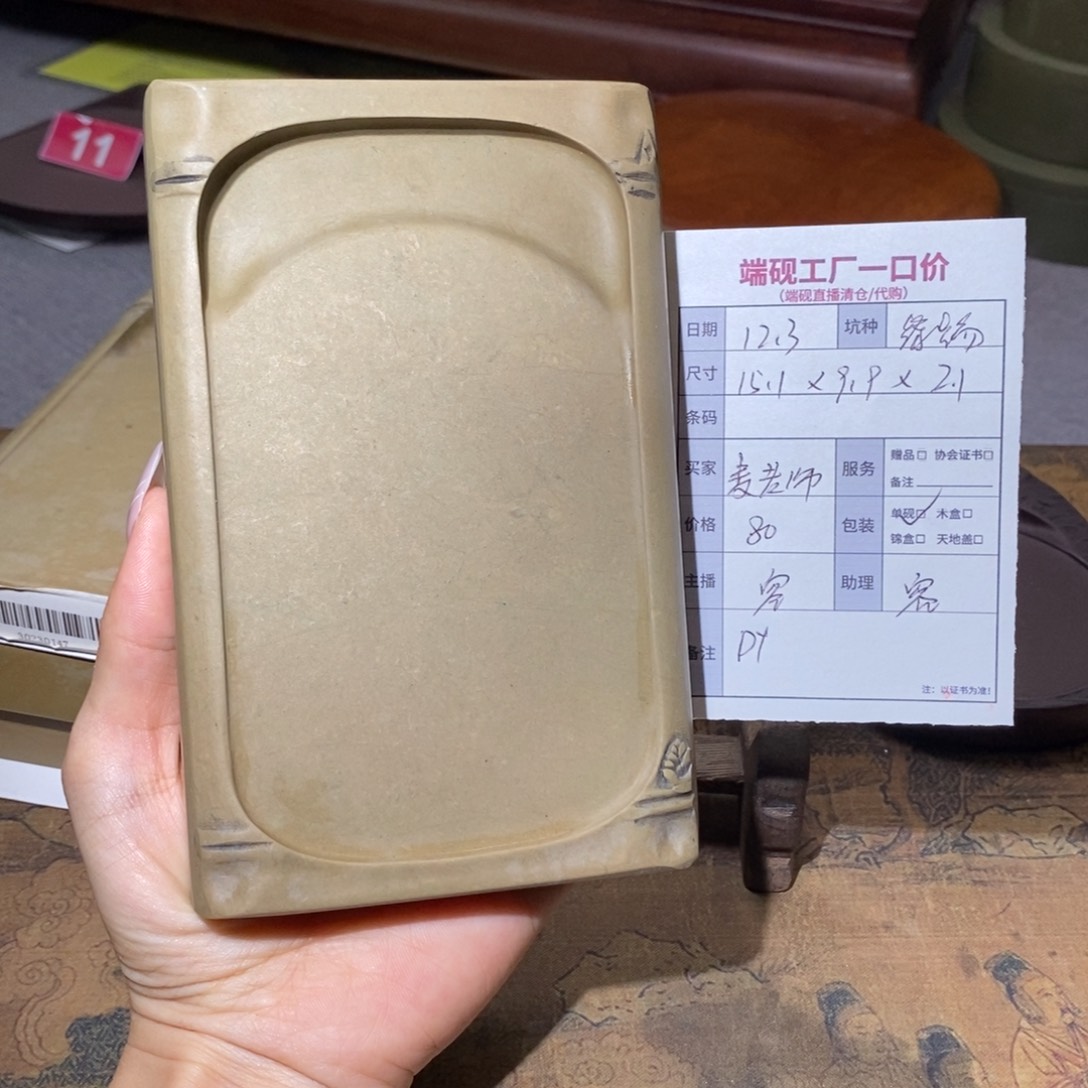 11
端砚工厂一口价
（端砚直播清仓/代购）
日期 12.3 坑种 绿端
尺寸 15.1 x 9.9 x 2.1
条码
买家 麦老师 服务 赠品□ 协会证书□
备注
价格 80 包装 单砚□ 木盒□
锦盒□ 天地盖□
主播 容 助理 容
备注 DY
注：以证书为准！